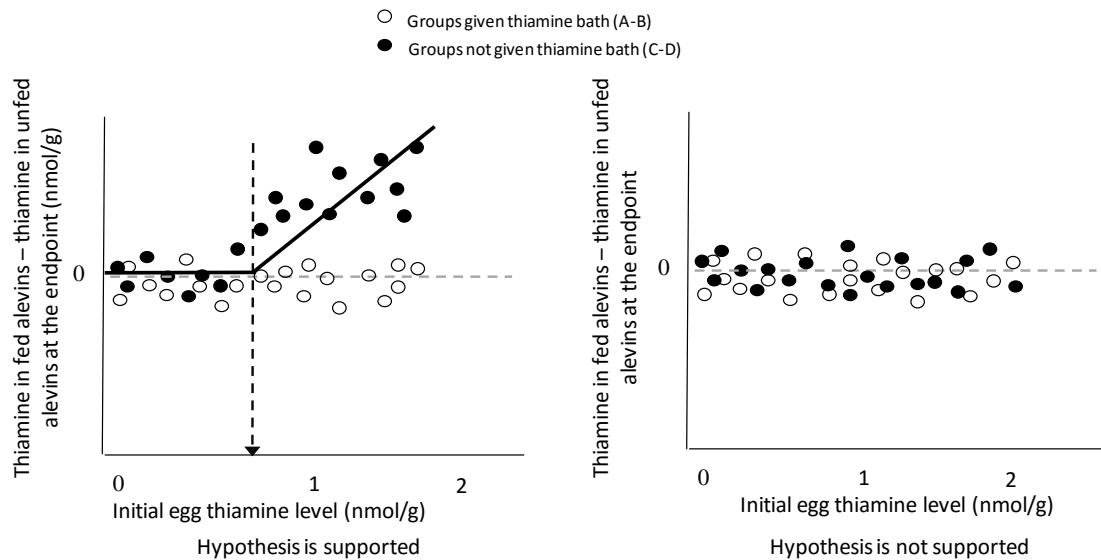 Groups given thiamine bath (A-B)
Groups not given thiamine bath (C-D)
Thiamine in fed alevins – thiamine in unfed
alevins at the endpoint (nmol/g)
0
0
1
2
Initial egg thiamine level (nmol/g)
Hypothesis is supported
Thiamine in fed alevins – thiamine in unfed
alevins at the endpoint
0
0
1
2
Initial egg thiamine level (nmol/g)
Hypothesis is not supported